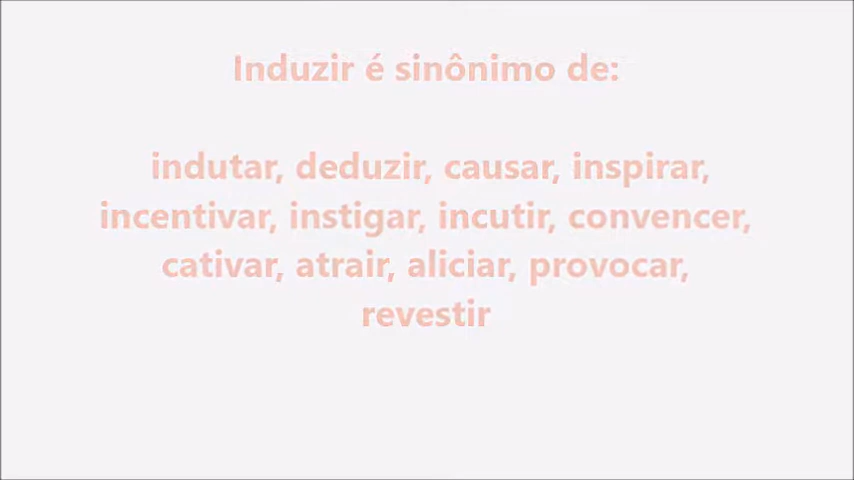 Induzir é sinônimo de:
indutar, deduzir, causar, inspirar,
incentivar, instigar, incutir, convencer,
cativar, atrair, aliciar, provocar,
revestir